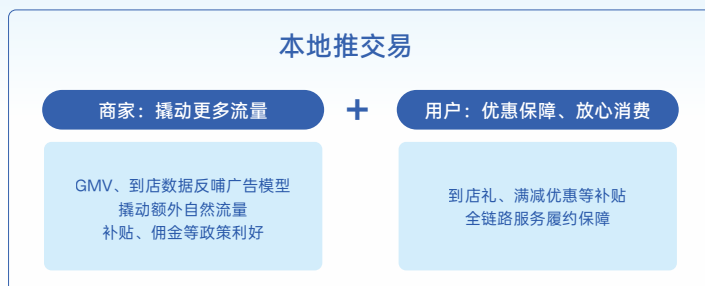 本地推交易
商家：撬动更多流量
+
用户：优惠保障、放心消费
GMV、到店数据反哺广告模型
撬动额外自然流量
补贴、佣金等政策利好
到店礼、满减优惠等补贴
全链路服务履约保障